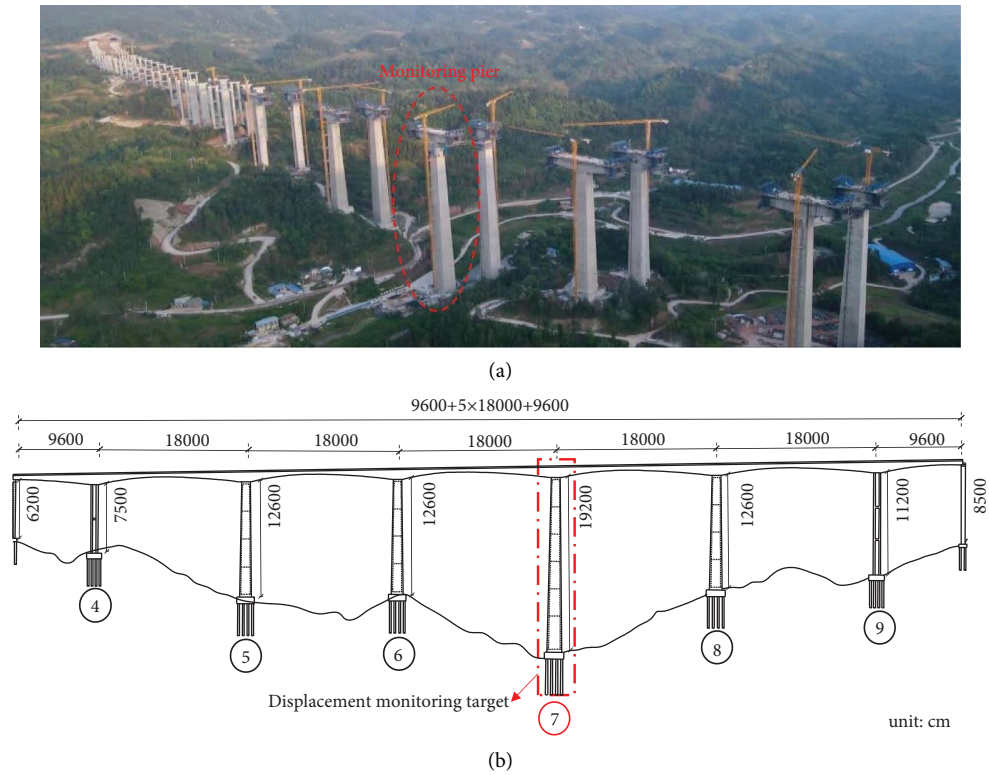 Monitoring pier
(a)
9600+5×18000+9600
9600 18000 18000 18000 18000 18000 9600
6200 7500 12600 12600 19200 12600 11200 8500
4 5 6 7 8 9
Displacement monitoring target
unit: cm
(b)